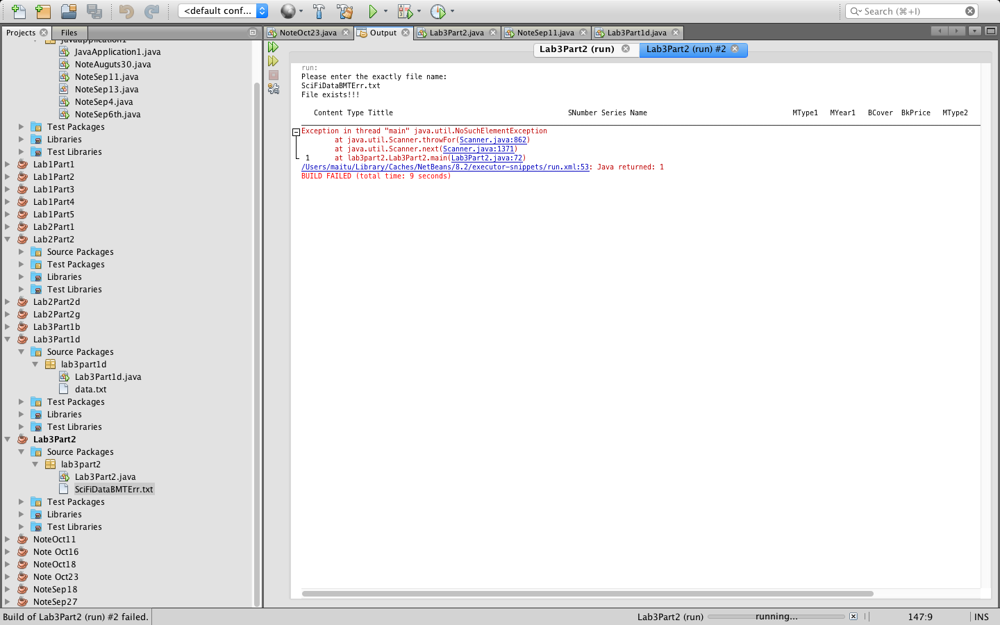 <default conf...
Search (⌘+I)
Projects
Files
NoteOct23.java
Output
Lab3Part2.java
NoteSep11.java
Lab3Part1d.java
javaapplication1
JavaApplication1.java
NoteAuguts30.java
NoteSep11.java
NoteSep13.java
NoteSep4.java
NoteSep6th.java
Test Packages
Libraries
Test Libraries
Lab1Part1
Lab1Part2
Lab1Part3
Lab1Part4
Lab1Part5
Lab2Part1
Lab2Part2
Source Packages
Test Packages
Libraries
Test Libraries
Lab2Part2d
Lab2Part2g
Lab3Part1b
Lab3Part1d
Source Packages
lab3part1d
Lab3Part1d.java
data.txt
Test Packages
Libraries
Test Libraries
Lab3Part2
Source Packages
lab3part2
Lab3Part2.java
SciFiDataBMTErr.txt
Test Packages
Libraries
Test Libraries
NoteOct11
Note Oct16
NoteOct18
Note Oct23
NoteSep18
NoteSep27
Lab3Part2 (run)
Lab3Part2 (run) #2
run:
Please enter the exactly file name:
SciFiDataBMTErr.txt
File exists!!!
Content Type Tittle SNumber Series Name MType1 MYear1 BCover BkPrice MType2
Exception in thread "main" java.util.NoSuchElementException
at java.util.Scanner.throwFor(Scanner.java:862)
at java.util.Scanner.next(Scanner.java:1371)
1 at lab3part2.Lab3Part2.main(Lab3Part2.java:72)
/Users/maitu/Library/Caches/NetBeans/8.2/executor-snippets/run.xml:53: Java returned: 1
BUILD FAILED (total time: 9 seconds)
Build of Lab3Part2 (run) #2 failed.
Lab3Part2 (run)
running...
147:9
INS